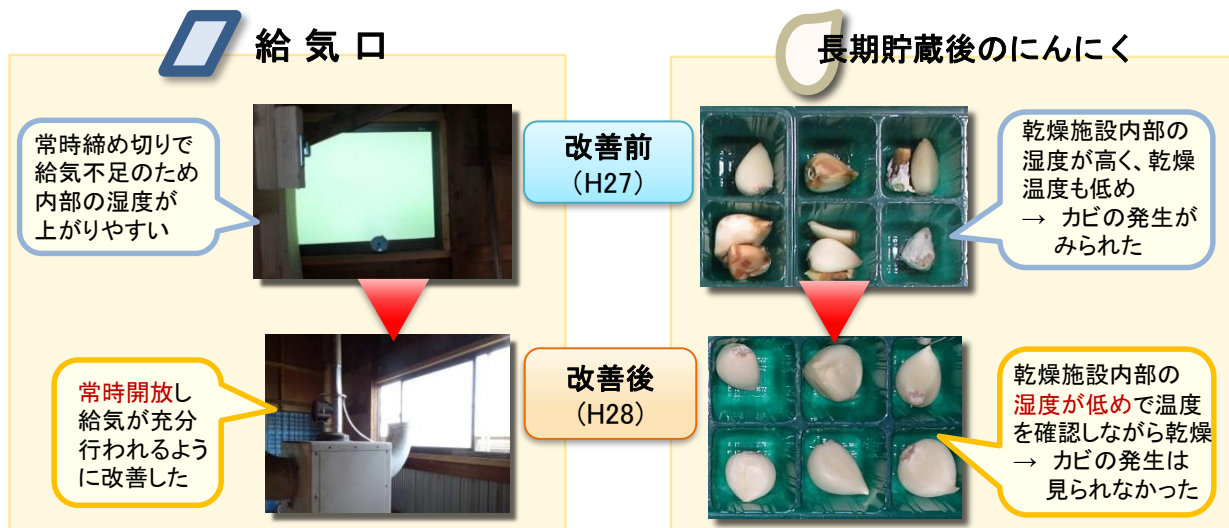 給気口
常時締め切りで
給気不足のため
内部の湿度が
上がりやすい
改善前
(H27)
常時開放し
給気が充分
行われるよう
に改善した
改善後
(H28)
長期貯蔵後のにんにく
乾燥施設内部の
湿度が高く、乾燥
温度も低め
→ カビの発生が
みられた
乾燥施設内部の
湿度が低めで温度
を確認しながら乾燥
→ カビの発生は
見られなかった